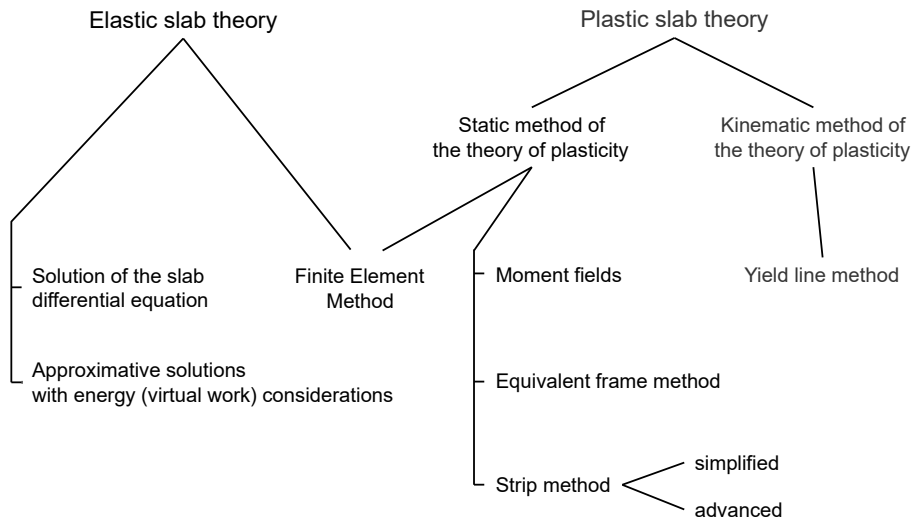 Elastic slab theory
Plastic slab theory
Static method of
the theory of plasticity
Kinematic method of
the theory of plasticity
Solution of the slab
differential equation
Finite Element
Method
Moment fields
Yield line method
Approximative solutions
with energy (virtual work) considerations
Equivalent frame method
Strip method
simplified
advanced